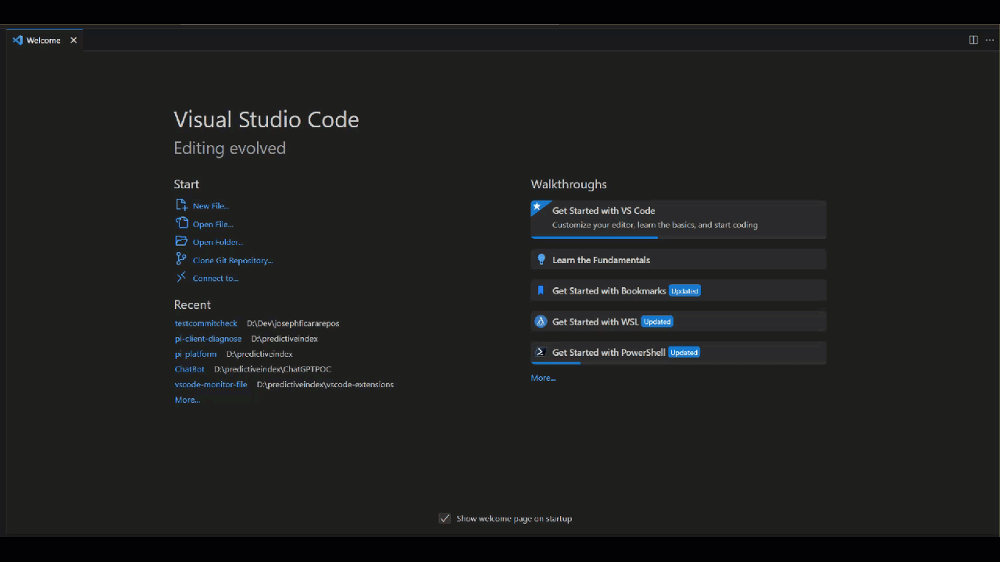 Welcome
Visual Studio Code
Editing evolved
Start
New File...
Open File...
Open Folder...
Clone Git Repository...
Connect to...
Recent
testcommitcheck D:\Dev\josephficararepos
pi-client-diagnose D:\predictiveindex
pi-platform D:\predictiveindex
ChatBot D:\predictiveindex\ChatGPTPOC
vscode-monitor-file D:\predictiveindex\vscode-extensions
More...
Walkthroughs
Get Started with VS Code
Customize your editor, learn the basics, and start coding
Learn the Fundamentals
Get Started with Bookmarks Updated
Get Started with WSL Updated
Get Started with PowerShell Updated
More...
Show welcome page on startup